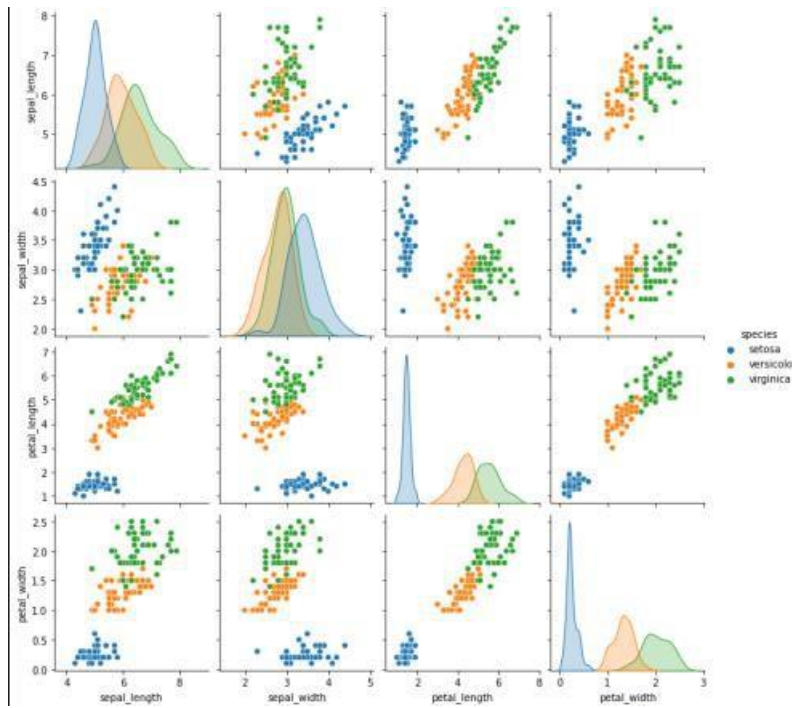 8
7
6
5
sepal_length
4.5
4.0
3.5
3.0
2.5
2.0
sepal_width
species
setosa
versicolo
virginica
7
6
5
4
3
2
1
petal_length
2.5
2.0
1.5
1.0
0.5
0.0
petal_width
4 6 8 2 3 4 5 2 4 6 8 0 1 2 3
sepal_length sepal_width petal_length petal_width